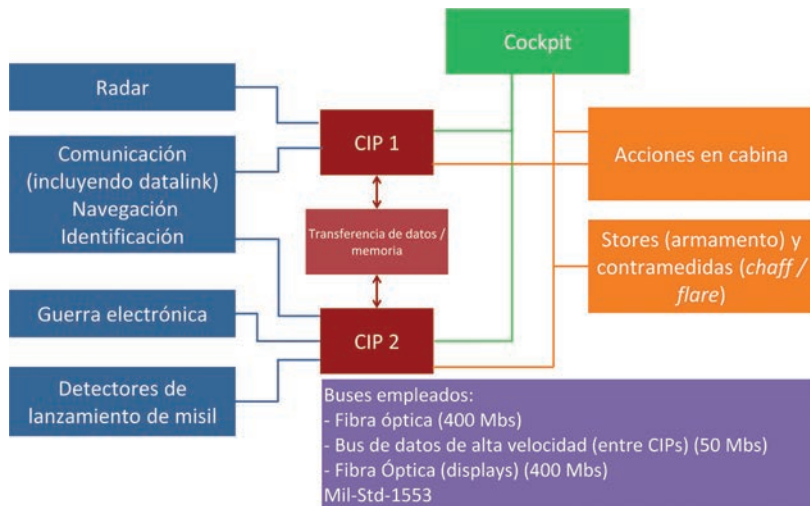 Cockpit
Radar
CIP 1
Comunicación
(incluyendo datalink)
Navegación
Identificación
Acciones en cabina
Transferencia de datos /
memoria
Stores (armamento) y
contramedidas (chaff /
flare)
Guerra electrónica
CIP 2
Detectores de
lanzamiento de misil
Buses empleados:
- Fibra óptica (400 Mbs)
- Bus de datos de alta velocidad (entre CIPs) (50 Mbs)
- Fibra Óptica (displays) (400 Mbs)
Mil-Std-1553